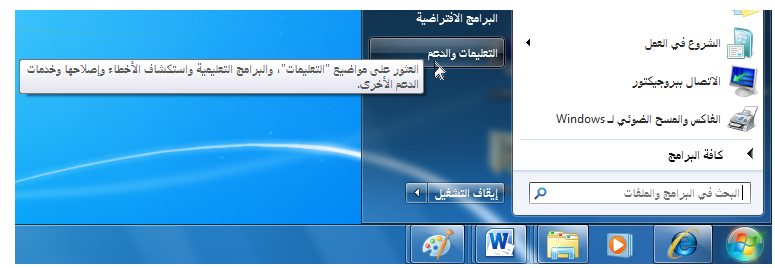 البرامج الافتراضية
التعليمات والدعم
العثور على مواضيع "التعليمات"، والبرامج التعليمية واستكشاف الأخطاء وإصلاحها وخدمات
الدعم الأخرى.
إيقاف التشغيل
الشروع في العمل
الاتصال ببروجيكتور
الفاكس والمسح الضوئي لـ Windows
كافة البرامج
البحث في البرامج والملفات